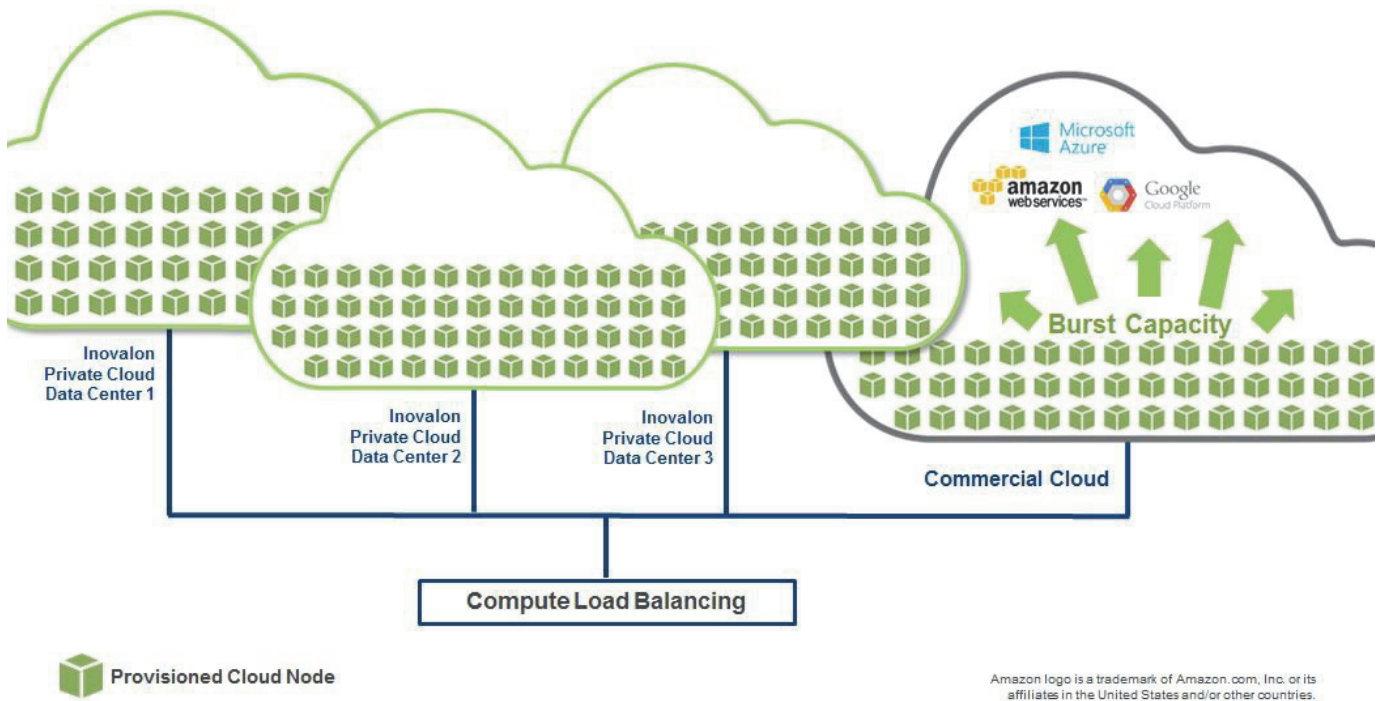 Microsoft
Azure
amazon
web services™
Google
Cloud Platform
Burst Capacity
Inovalon
Private Cloud
Data Center 1
Inovalon
Private Cloud
Data Center 2
Inovalon
Private Cloud
Data Center 3
Commercial Cloud
Compute Load Balancing
Provisioned Cloud Node
Amazon logo is a trademark of Amazon.com, Inc. or its
affiliates in the United States and/or other countries.